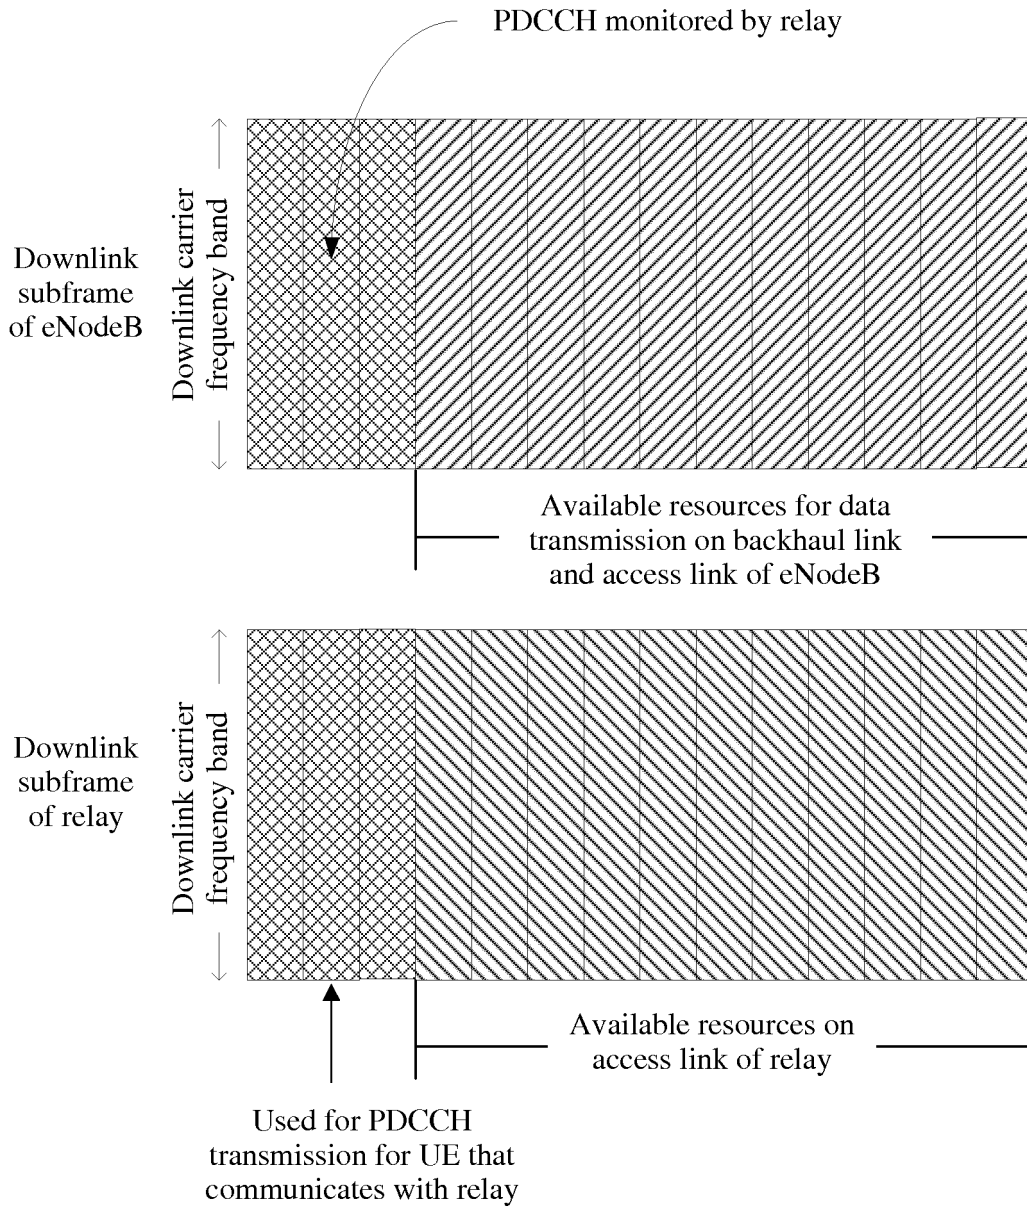 PDCCH monitored by relay
Downlink
subframe
of eNodeB
Downlink carrier
frequency band
Available resources for data
transmission on backhaul link
and access link of eNodeB
Downlink
subframe
of relay
Downlink carrier
frequency band
Available resources on
access link of relay
Used for PDCCH
transmission for UE that
communicates with relay